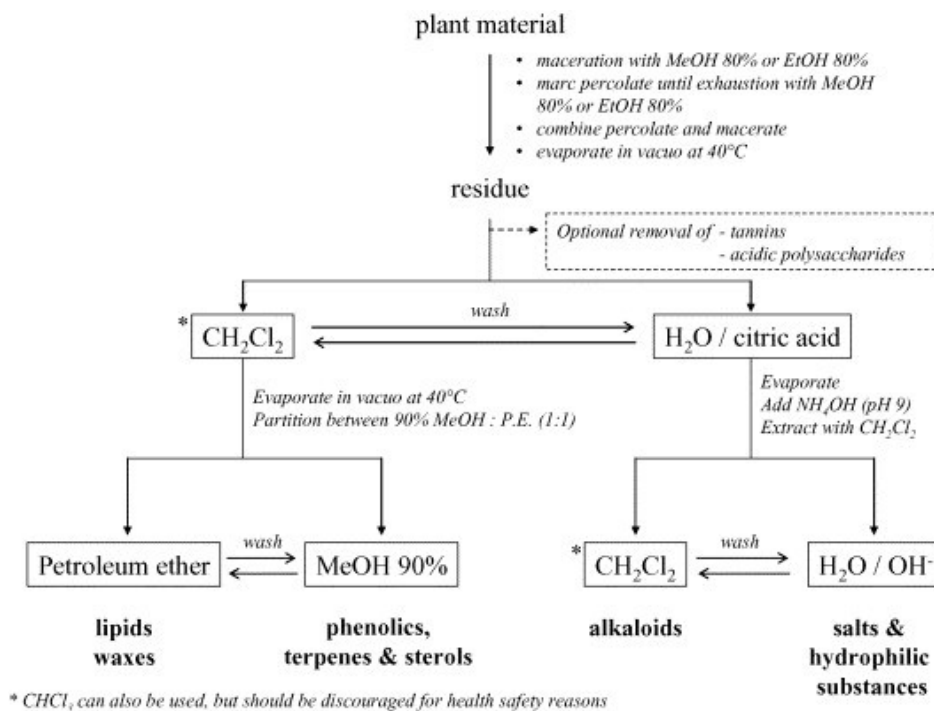 plant material
• maceration with MeOH 80% or EtOH 80%
• marc percolate until exhaustion with MeOH
80% or EtOH 80%
• combine percolate and macerate
• evaporate in vacuo at 40°C
residue
Optional removal of - tannins
- acidic polysaccharides
* CH₂Cl₂
wash
H₂O / citric acid
Evaporate in vacuo at 40°C
Partition between 90% MeOH : P.E. (1:1)
Evaporate
Add NH₄OH (pH 9)
Extract with CH₂Cl₂
Petroleum ether
wash
MeOH 90%
* CH₂Cl₂
wash
H₂O / OH⁻
lipids
waxes
phenolics,
terpenes & sterols
alkaloids
salts &
hydrophilic
substances
* CHCl₃ can also be used, but should be discouraged for health safety reasons